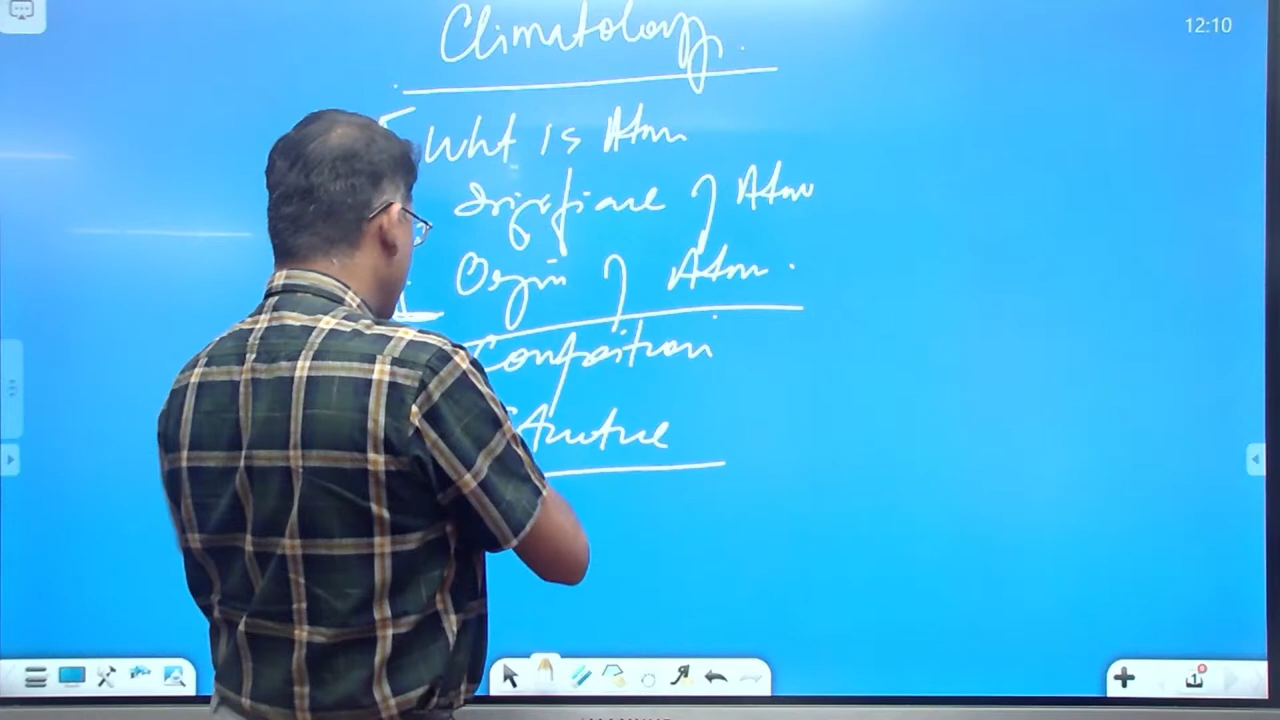 12:10
Climatology.
What is Atm
Significance of Atm
Origin of Atm.
Composition
Structure